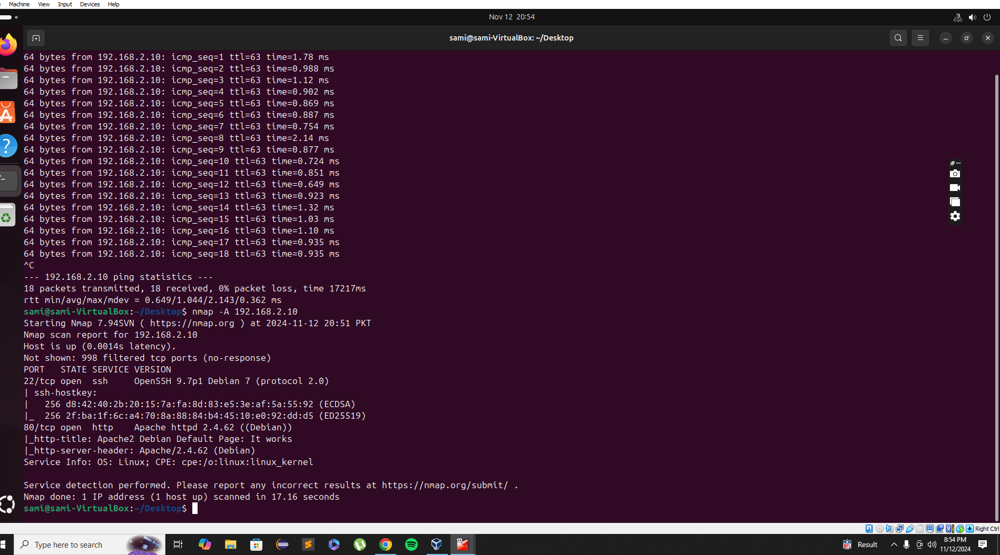 Machine View Input Devices Help
Nov 12 20:54
sami@sami-VirtualBox: ~/Desktop
64 bytes from 192.168.2.10: icmp_seq=1 ttl=63 time=1.78 ms
64 bytes from 192.168.2.10: icmp_seq=2 ttl=63 time=0.988 ms
64 bytes from 192.168.2.10: icmp_seq=3 ttl=63 time=1.12 ms
64 bytes from 192.168.2.10: icmp_seq=4 ttl=63 time=0.902 ms
64 bytes from 192.168.2.10: icmp_seq=5 ttl=63 time=0.869 ms
64 bytes from 192.168.2.10: icmp_seq=6 ttl=63 time=0.887 ms
64 bytes from 192.168.2.10: icmp_seq=7 ttl=63 time=0.754 ms
64 bytes from 192.168.2.10: icmp_seq=8 ttl=63 time=2.14 ms
64 bytes from 192.168.2.10: icmp_seq=9 ttl=63 time=0.877 ms
64 bytes from 192.168.2.10: icmp_seq=10 ttl=63 time=0.724 ms
64 bytes from 192.168.2.10: icmp_seq=11 ttl=63 time=0.851 ms
64 bytes from 192.168.2.10: icmp_seq=12 ttl=63 time=0.649 ms
64 bytes from 192.168.2.10: icmp_seq=13 ttl=63 time=0.923 ms
64 bytes from 192.168.2.10: icmp_seq=14 ttl=63 time=1.32 ms
64 bytes from 192.168.2.10: icmp_seq=15 ttl=63 time=1.03 ms
64 bytes from 192.168.2.10: icmp_seq=16 ttl=63 time=1.10 ms
64 bytes from 192.168.2.10: icmp_seq=17 ttl=63 time=0.935 ms
64 bytes from 192.168.2.10: icmp_seq=18 ttl=63 time=0.935 ms
^C
--- 192.168.2.10 ping statistics ---
18 packets transmitted, 18 received, 0% packet loss, time 17217ms
rtt min/avg/max/mdev = 0.649/1.044/2.143/0.362 ms
sami@sami-VirtualBox:~/Desktop$ nmap -A 192.168.2.10
Starting Nmap 7.94SVN ( https://nmap.org ) at 2024-11-12 20:51 PKT
Nmap scan report for 192.168.2.10
Host is up (0.0014s latency).
Not shown: 998 filtered tcp ports (no-response)
PORT   STATE SERVICE VERSION
22/tcp open  ssh     OpenSSH 9.7p1 Debian 7 (protocol 2.0)
| ssh-hostkey:
|   256 d8:42:40:2b:20:15:7a:fa:8d:83:e5:3e:af:5a:55:92 (ECDSA)
|_  256 2f:ba:1f:6c:a4:70:8a:88:84:b4:45:10:e0:92:dd:d5 (ED25519)
80/tcp open  http    Apache httpd 2.4.62 ((Debian))
|_http-title: Apache2 Debian Default Page: It works
|_http-server-header: Apache/2.4.62 (Debian)
Service Info: OS: Linux; CPE: cpe:/o:linux:linux_kernel
Service detection performed. Please report any incorrect results at https://nmap.org/submit/ .
Nmap done: 1 IP address (1 host up) scanned in 17.16 seconds
sami@sami-VirtualBox:~/Desktop$
Right Ctrl
Type here to search
Result
8:54 PM
11/12/2024